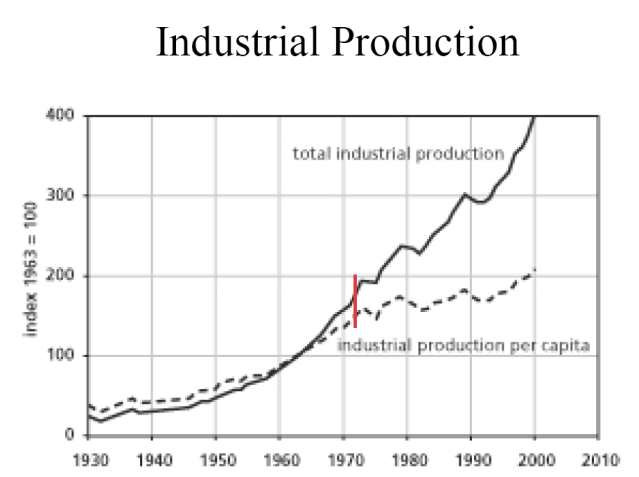 Industrial Production
400
total industrial production
300
index 1963 = 100
200
industrial production per capita
100
0
1930 1940 1950 1960 1970 1980 1990 2000 2010